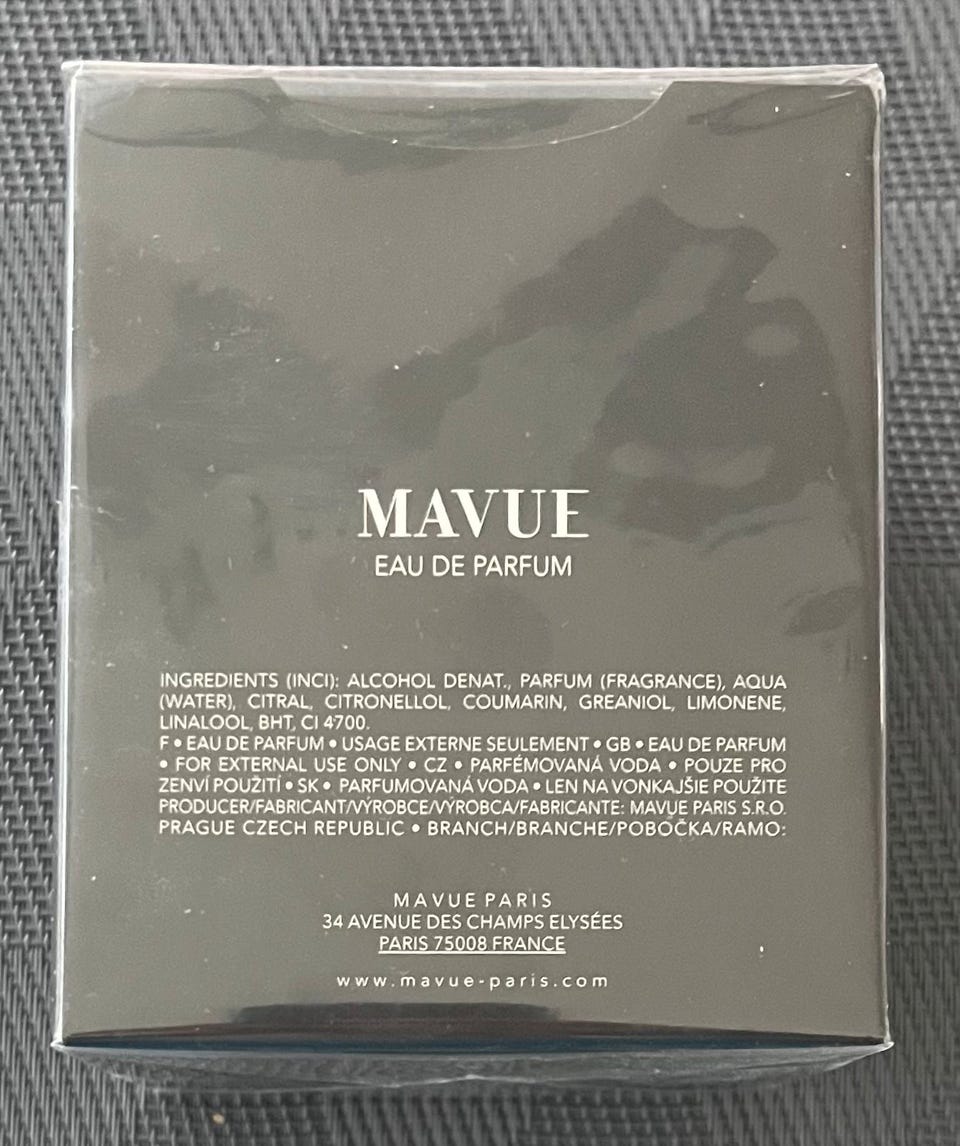 MAVUE
EAU DE PARFUM
INGREDIENTS (INCI): ALCOHOL DENAT., PARFUM (FRAGRANCE), AQUA
(WATER), CITRAL, CITRONELLOL, COUMARIN, GREANIOL, LIMONENE,
LINALOOL, BHT, CI 4700.
F • EAU DE PARFUM • USAGE EXTERNE SEULEMENT • GB • EAU DE PARFUM
• FOR EXTERNAL USE ONLY • CZ • PARFÉMOVANÁ VODA • POUZE PRO
ZENVÍ POUŽITÍ • SK • PARFUMOVANÁ VODA • LEN NA VONKAJŠIE POUŽITE
PRODUCER/FABRICANT/VÝROBCE/VÝROBCA/FABRICANTE: MAVUE PARIS S.R.O.
PRAGUE CZECH REPUBLIC • BRANCH/BRANCHE/POBOČKA/RAMO:
MAVUE PARIS
34 AVENUE DES CHAMPS ELYSÉES
PARIS 75008 FRANCE
www.mavue-paris.com